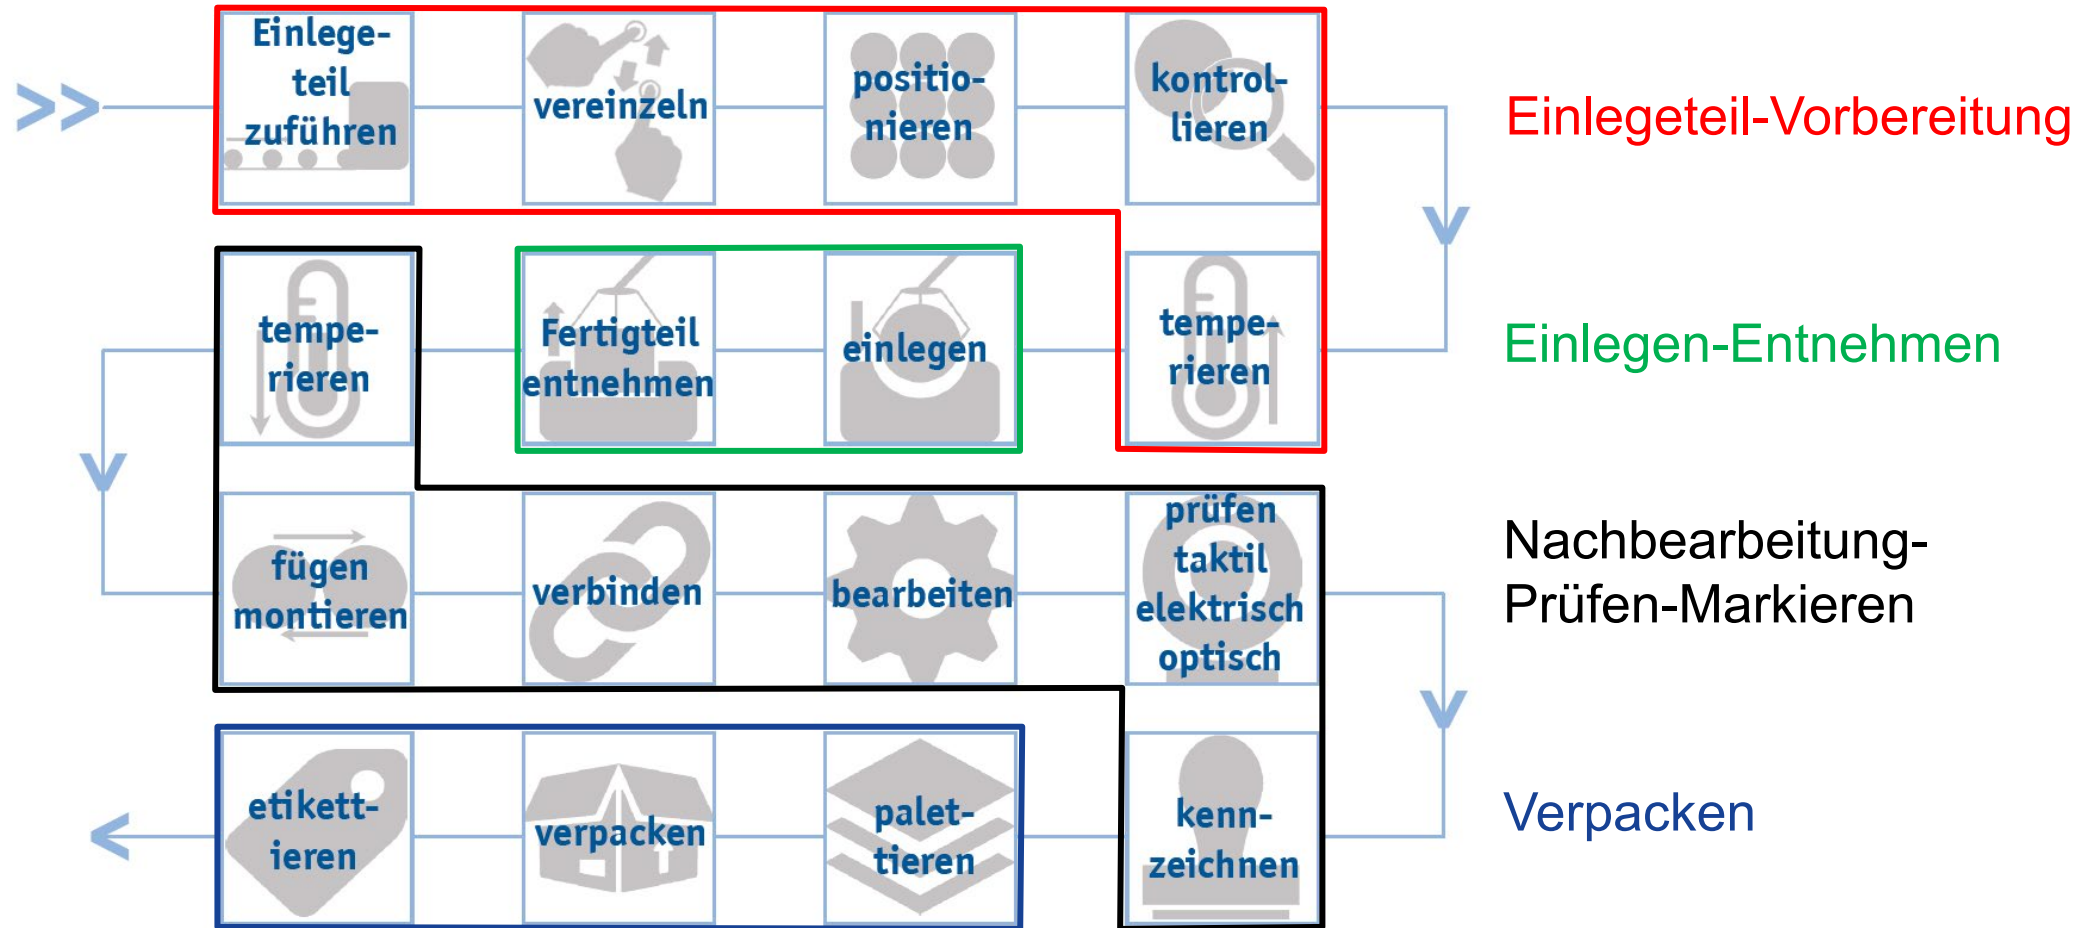 >>
Einlege-
teil
zuführen
vereinzeln
positio-
nieren
kontrol-
lieren
Einlegeteil-Vorbereitung
tempe-
rieren
Fertigteil
entnehmen
einlegen
tempe-
rieren
Einlegen-Entnehmen
fügen
montieren
verbinden
bearbeiten
prüfen
taktil
elektrisch
optisch
Nachbearbeitung-
Prüfen-Markieren
etikett-
ieren
verpacken
palet-
tieren
kenn-
zeichnen
Verpacken